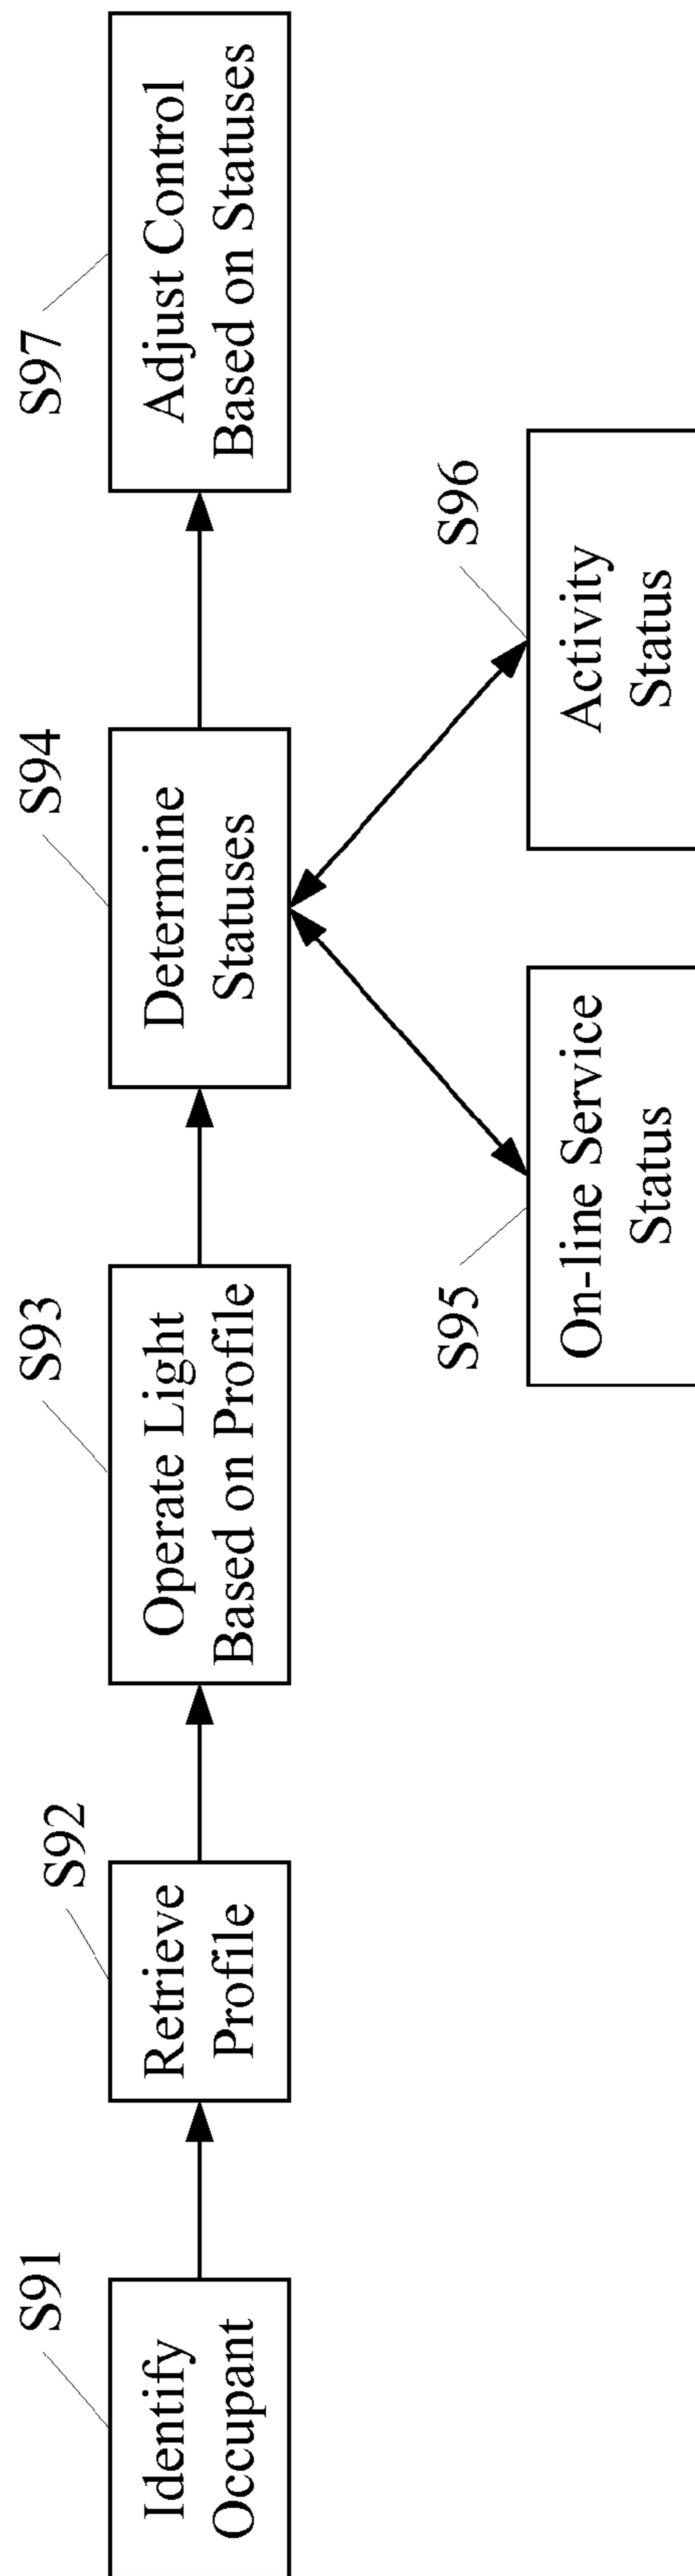 S91
Identify
Occupant
S92
Retrieve
Profile
S93
Operate Light
Based on Profile
S94
Determine
Statuses
S97
Adjust Control
Based on Statuses
S95
On-line Service
Status
S96
Activity
Status